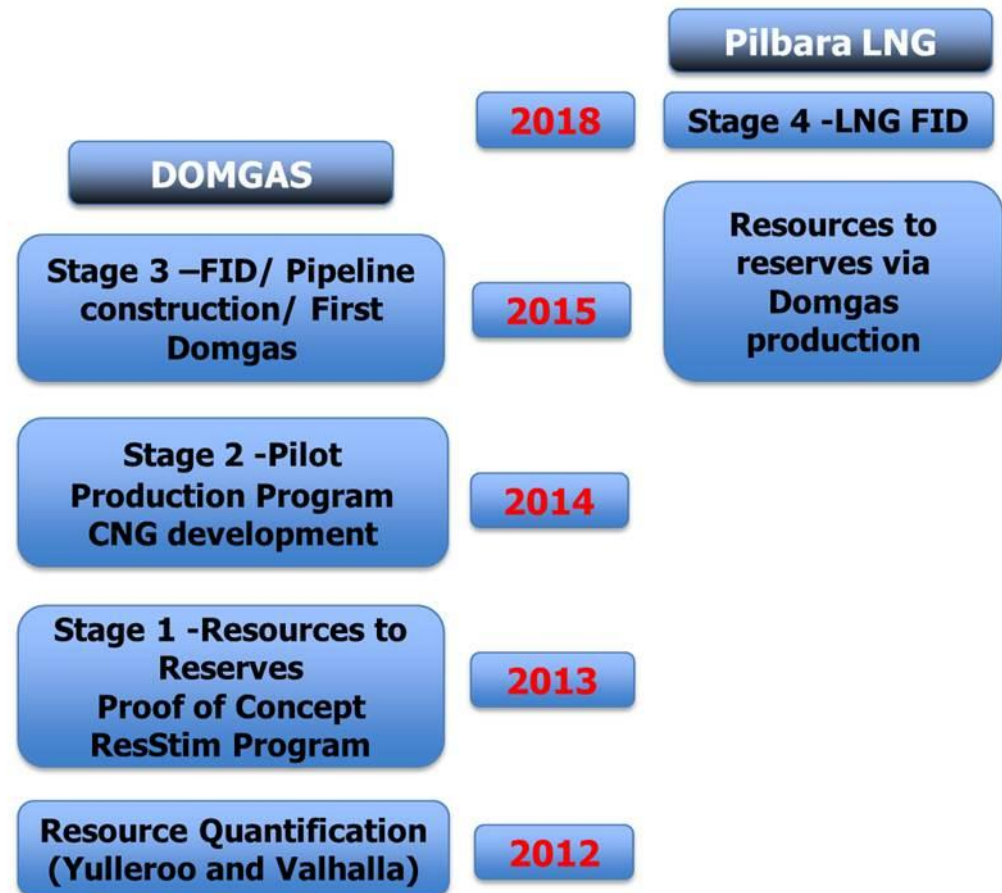 Pilbara LNG
2018
Stage 4 -LNG FID
DOMGAS
Stage 3 –FID/ Pipeline
construction/ First
Domgas
2015
Resources to
reserves via
Domgas
production
Stage 2 -Pilot
Production Program
CNG development
2014
Stage 1 -Resources to
Reserves
Proof of Concept
ResStim Program
2013
Resource Quantification
(Yulleroo and Valhalla)
2012